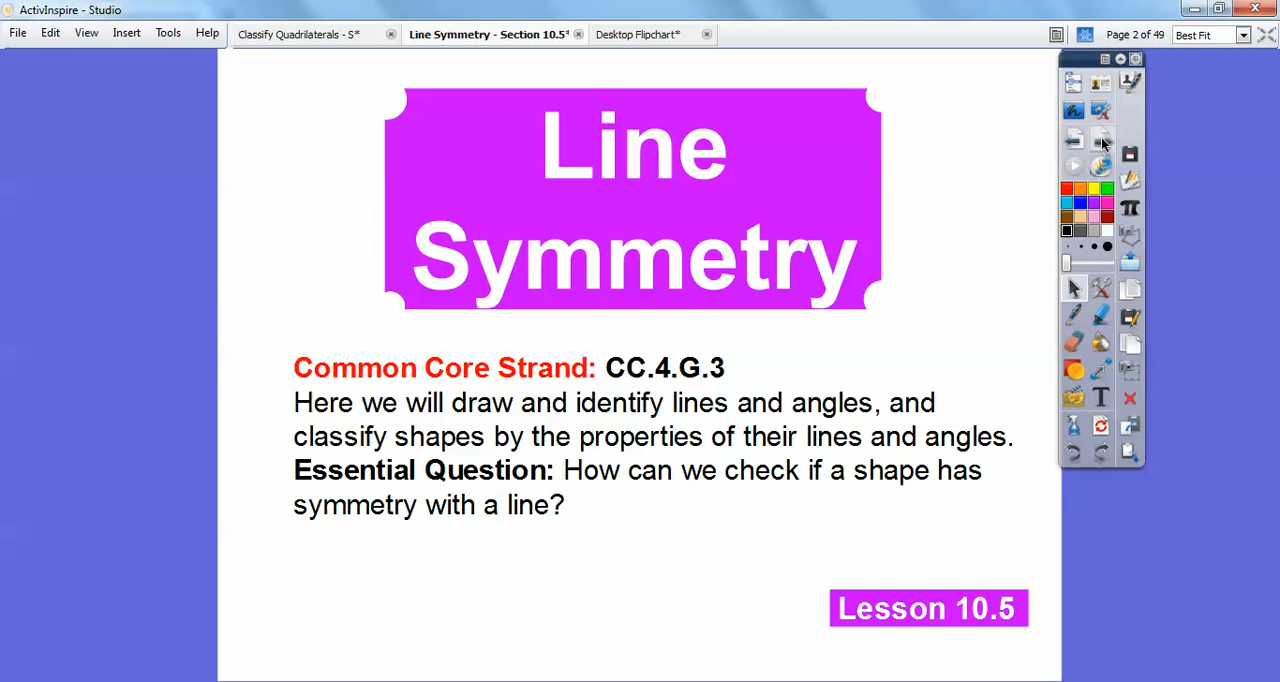 ActivInspire - Studio
File Edit View Insert Tools Help
Classify Quadrilaterals - S* Line Symmetry - Section 10.5* Desktop Flipchart* Page 2 of 49 Best Fit
Line
Symmetry
Common Core Strand: CC.4.G.3
Here we will draw and identify lines and angles, and
classify shapes by the properties of their lines and angles.
Essential Question: How can we check if a shape has
symmetry with a line?
Lesson 10.5